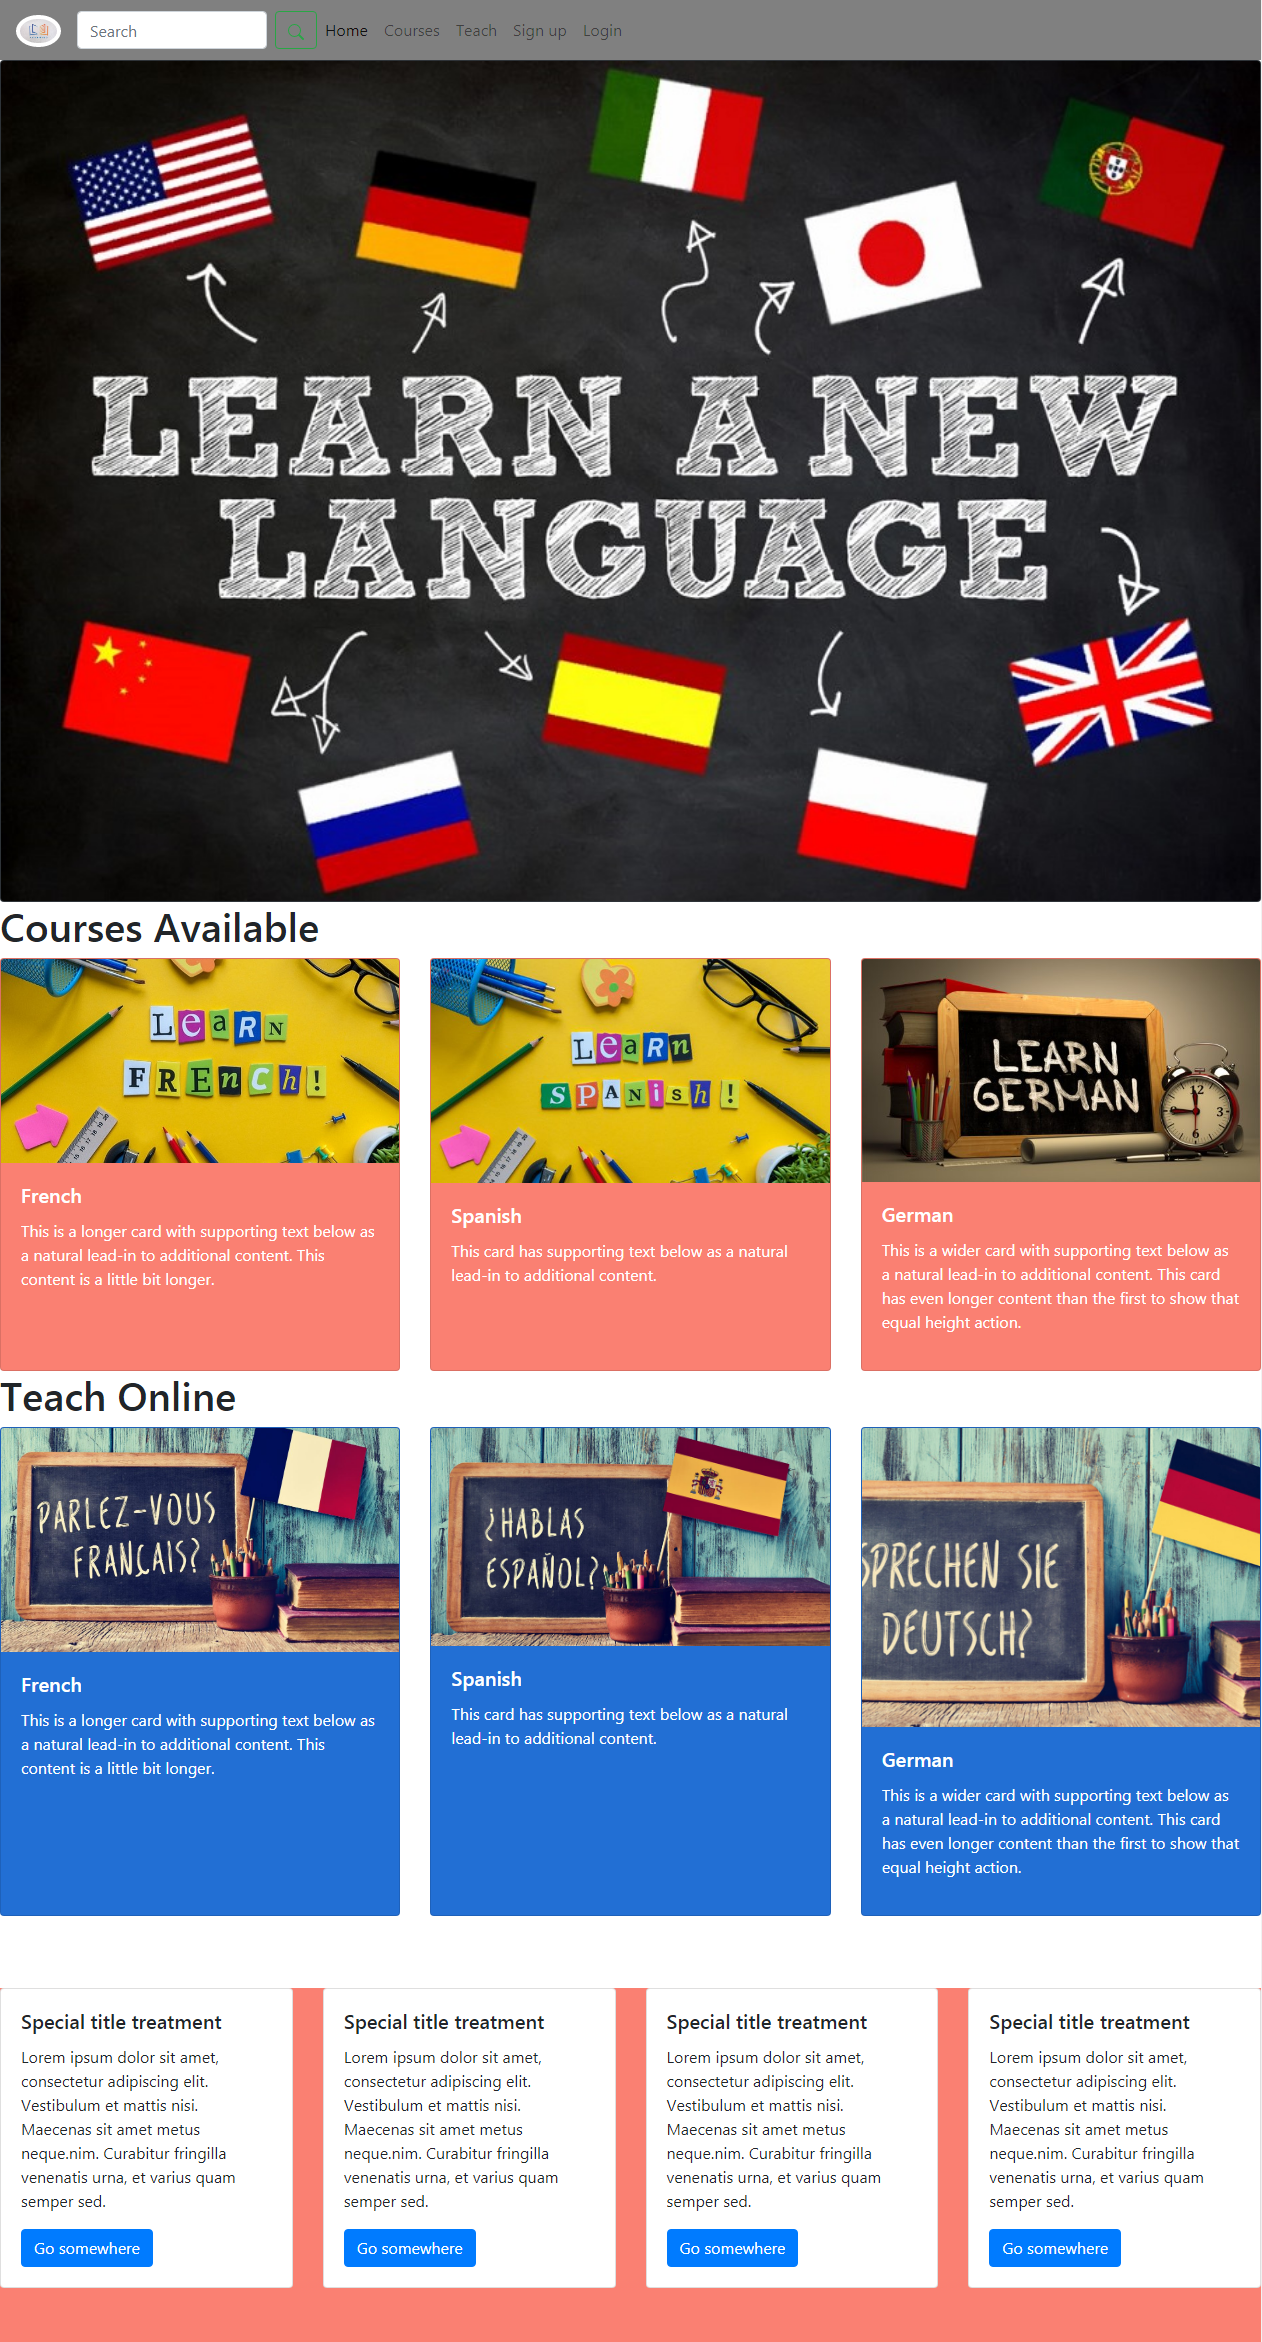 Search
Home Courses Teach Sign up Login
LEARN A NEW
LANGUAGE
Courses Available
LeaRN
FREnCh!
French
This is a longer card with supporting text below as
a natural lead-in to additional content. This
content is a little bit longer.
LeaRn
SPANish!
Spanish
This card has supporting text below as a natural
lead-in to additional content.
LEARN
GERMAN
German
This is a wider card with supporting text below as
a natural lead-in to additional content. This card
has even longer content than the first to show that
equal height action.
Teach Online
PARLEZ-VOUS
FRANÇAIS?
French
This is a longer card with supporting text below as
a natural lead-in to additional content. This
content is a little bit longer.
¿HABLAS
ESPAÑOL?
Spanish
This card has supporting text below as a natural
lead-in to additional content.
SPRECHEN SIE
DEUTSCH?
German
This is a wider card with supporting text below as
a natural lead-in to additional content. This card
has even longer content than the first to show that
equal height action.
Special title treatment
Lorem ipsum dolor sit amet,
consectetur adipiscing elit.
Vestibulum et mattis nisi.
Maecenas sit amet metus
neque.nim. Curabitur fringilla
venenatis urna, et varius quam
semper sed.
Go somewhere
Special title treatment
Lorem ipsum dolor sit amet,
consectetur adipiscing elit.
Vestibulum et mattis nisi.
Maecenas sit amet metus
neque.nim. Curabitur fringilla
venenatis urna, et varius quam
semper sed.
Go somewhere
Special title treatment
Lorem ipsum dolor sit amet,
consectetur adipiscing elit.
Vestibulum et mattis nisi.
Maecenas sit amet metus
neque.nim. Curabitur fringilla
venenatis urna, et varius quam
semper sed.
Go somewhere
Special title treatment
Lorem ipsum dolor sit amet,
consectetur adipiscing elit.
Vestibulum et mattis nisi.
Maecenas sit amet metus
neque.nim. Curabitur fringilla
venenatis urna, et varius quam
semper sed.
Go somewhere